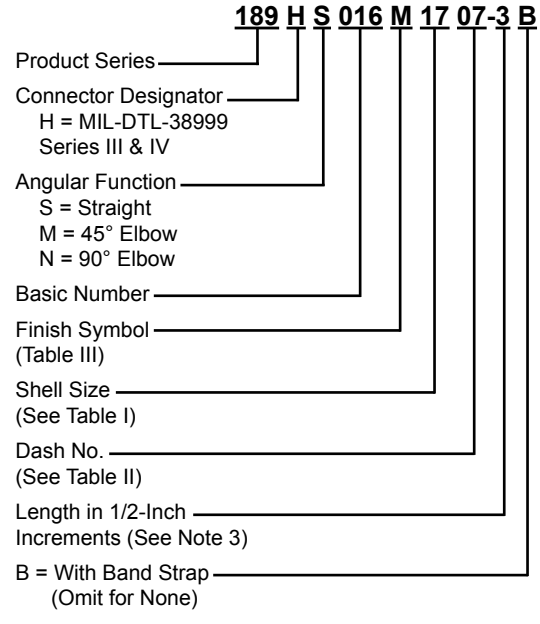 189 H S 016 M 17 07-3 B
Product Series
Connector Designator
H = MIL-DTL-38999
Series III & IV
Angular Function
S = Straight
M = 45° Elbow
N = 90° Elbow
Basic Number
Finish Symbol
(Table III)
Shell Size
(See Table I)
Dash No.
(See Table II)
Length in 1/2-Inch
Increments (See Note 3)
B = With Band Strap
(Omit for None)